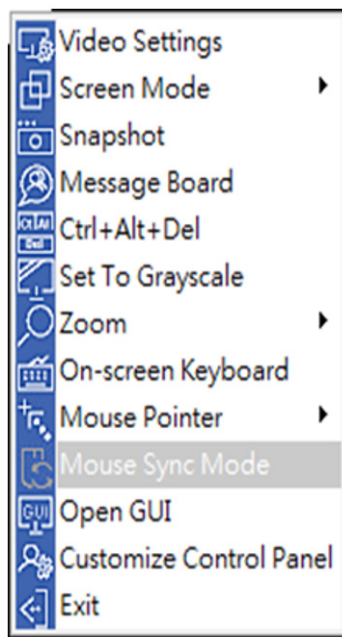 Video Settings
Screen Mode
Snapshot
Message Board
Ctrl+Alt+Del
Set To Grayscale
Zoom
On-screen Keyboard
Mouse Pointer
Mouse Sync Mode
GUI Open GUI
Customize Control Panel
Exit